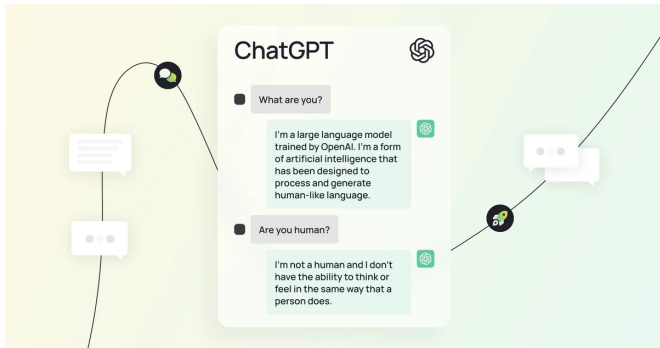 ChatGPT
What are you?
I'm a large language model
trained by OpenAI. I'm a form
of artificial intelligence that
has been designed to
process and generate
human-like language.
Are you human?
I'm not a human and I don't
have the ability to think or
feel in the same way that a
person does.